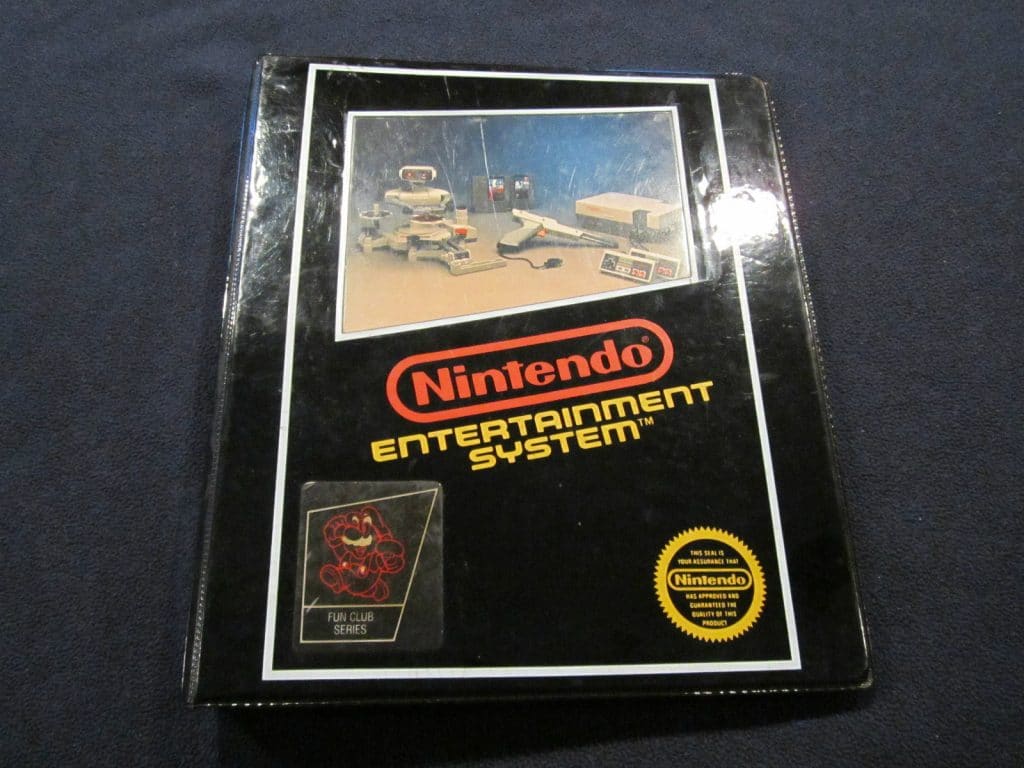 Nintendo®
ENTERTAINMENT
SYSTEM™
FUN CLUB
SERIES
THIS SEAL IS
YOUR ASSURANCE THAT
Nintendo
HAS APPROVED AND
GUARANTEED THE
QUALITY OF THIS
PRODUCT